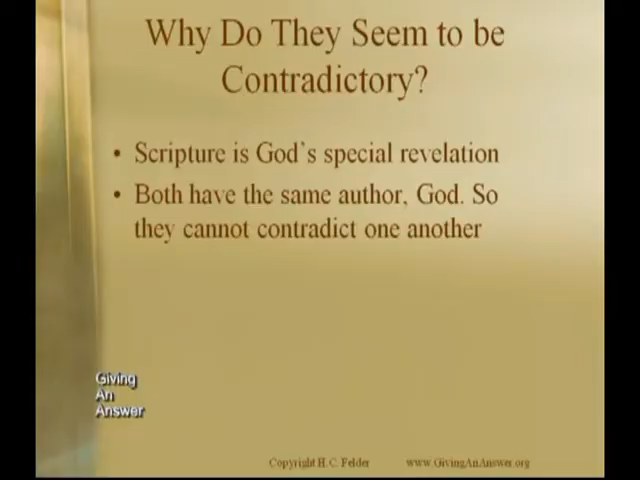 Why Do They Seem to be
Contradictory?
• Scripture is God's special revelation
• Both have the same author, God. So
they cannot contradict one another
Giving
An
Answer
Copyright H.C. Felder www.GivingAnAnswer.org